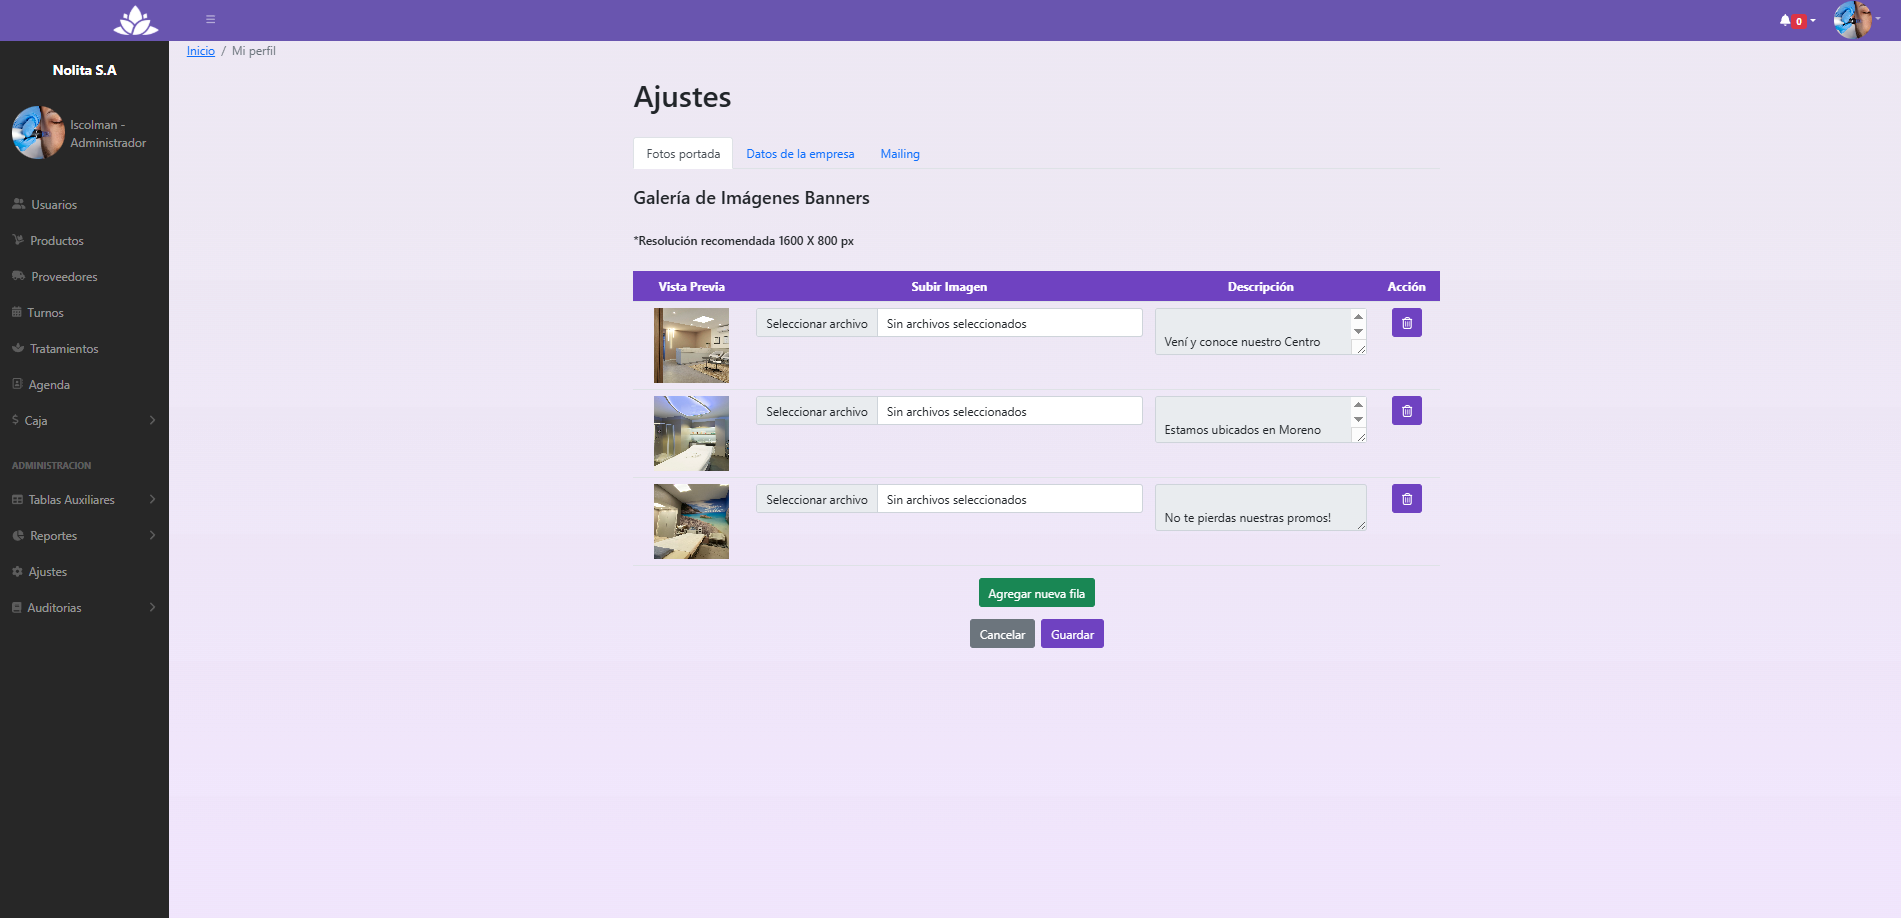 0
Inicio / Mi perfil
Nolita S.A
Iscolman -
Administrador
Usuarios
Productos
Proveedores
Turnos
Tratamientos
Agenda
Caja
ADMINISTRACION
Tablas Auxiliares
Reportes
Ajustes
Auditorias
Ajustes
Fotos portada
Datos de la empresa
Mailing
Galería de Imágenes Banners
*Resolución recomendada 1600 X 800 px
Vista Previa Subir Imagen Descripción Acción
Seleccionar archivo Sin archivos seleccionados
Vení y conoce nuestro Centro
Seleccionar archivo Sin archivos seleccionados
Estamos ubicados en Moreno
Seleccionar archivo Sin archivos seleccionados
No te pierdas nuestras promos!
Agregar nueva fila
Cancelar Guardar